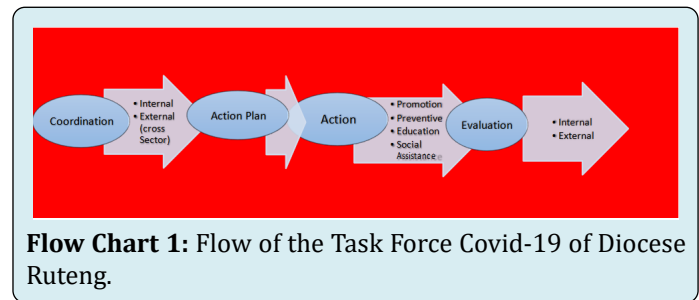 Coordination
• Internal
• External
(cross
Sector)
Action Plan
Action
• Promotion
• Preventive
• Education
• Social
Assistance
Evaluation
• Internal
• External
Flow Chart 1: Flow of the Task Force Covid-19 of Diocese
Ruteng.